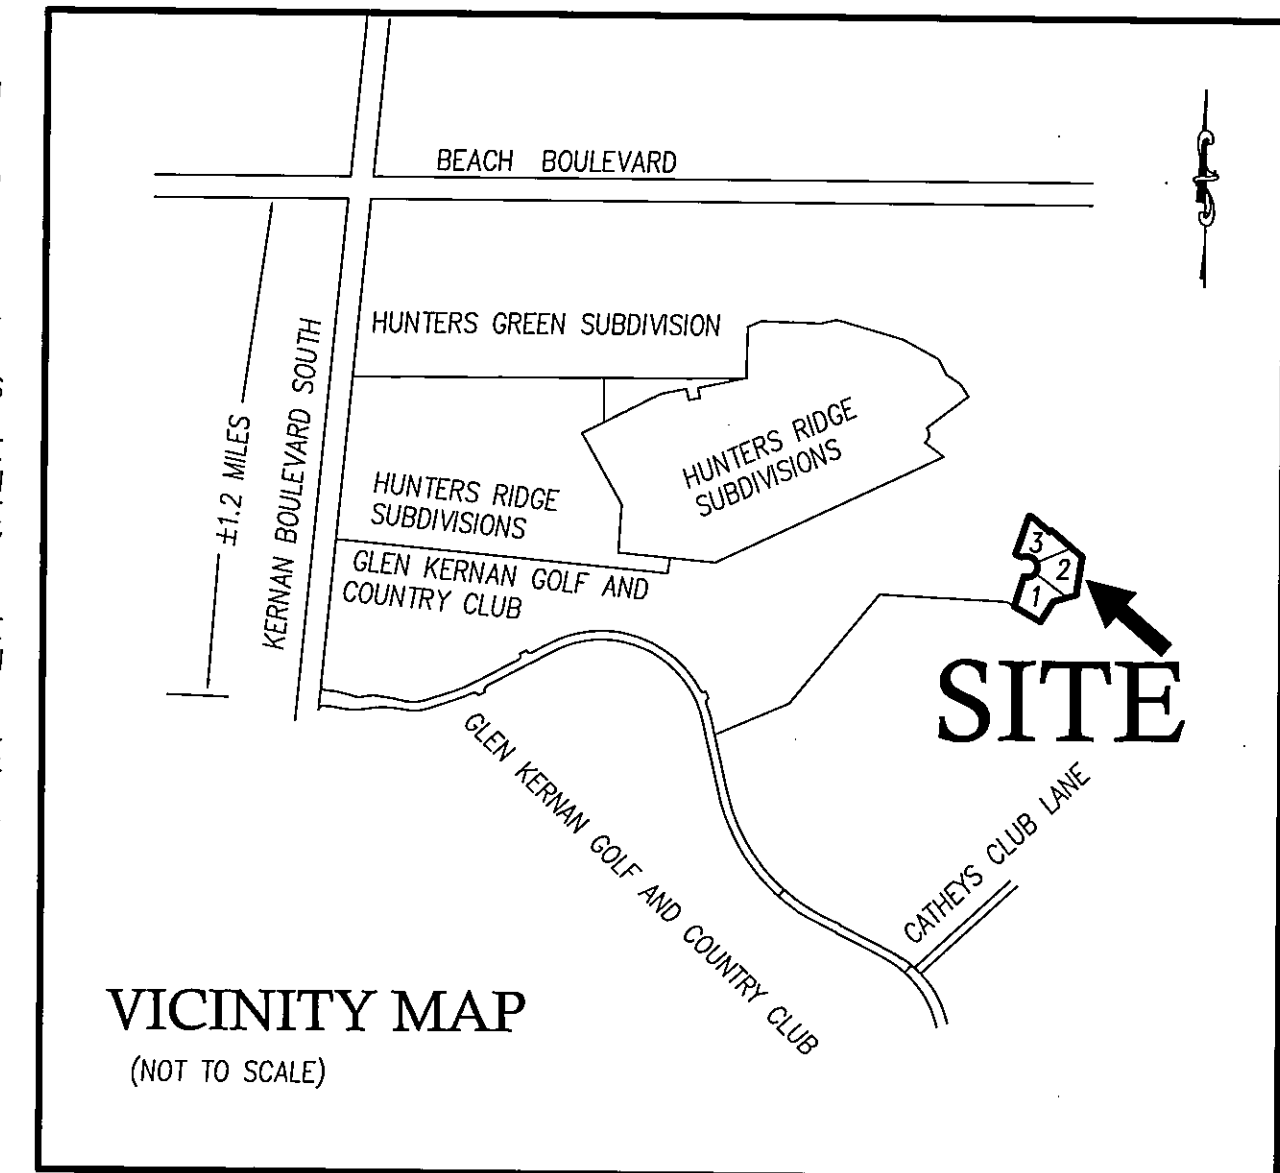 BEACH BOULEVARD
HUNTERS GREEN SUBDIVISION
±1.2 MILES
KERNAN BOULEVARD SOUTH
HUNTERS RIDGE
SUBDIVISIONS
HUNTERS RIDGE
SUBDIVISIONS
GLEN KERNAN GOLF AND
COUNTRY CLUB
3
2
1
SITE
GLEN KERNAN GOLF AND COUNTRY CLUB
CATHEYS CLUB LANE
VICINITY MAP
(NOT TO SCALE)